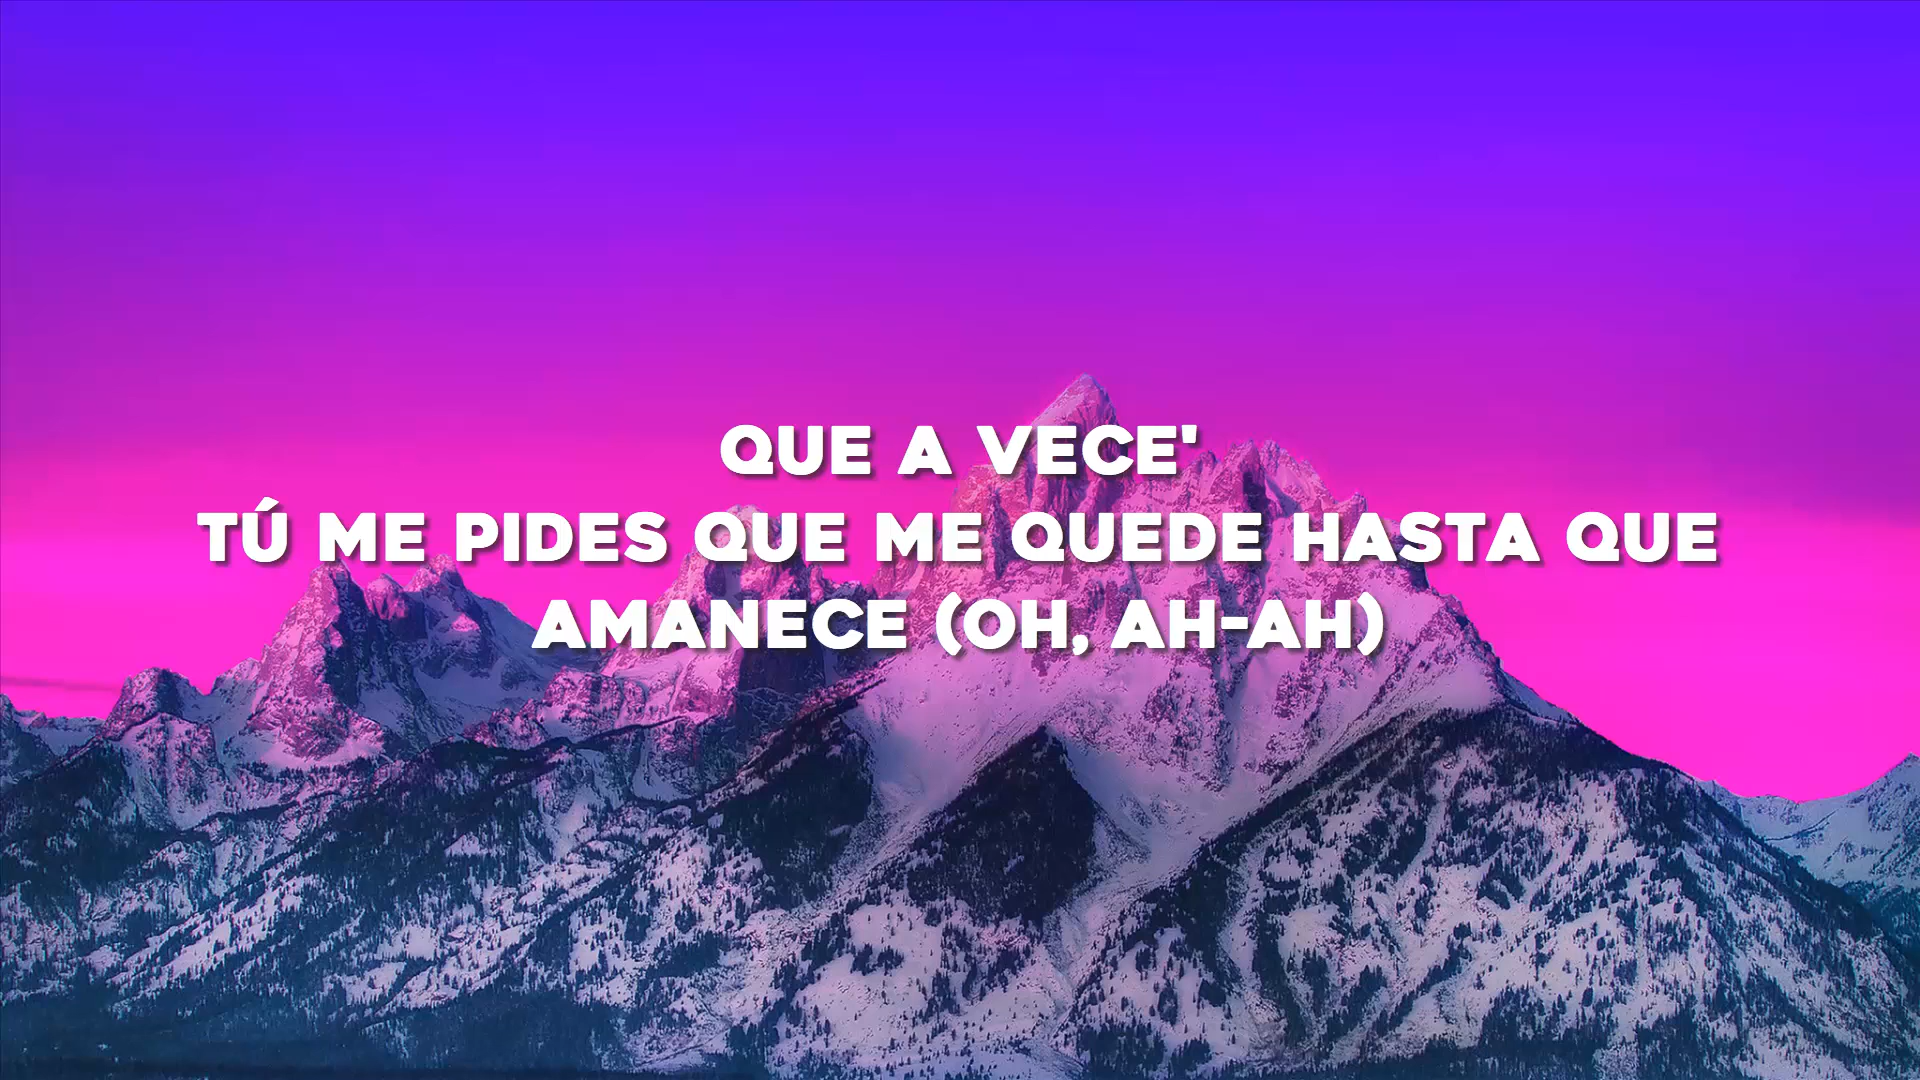 QUE A VECE'
TÚ ME PIDES QUE ME QUEDE HASTA QUE
AMANECE (OH, AH-AH)